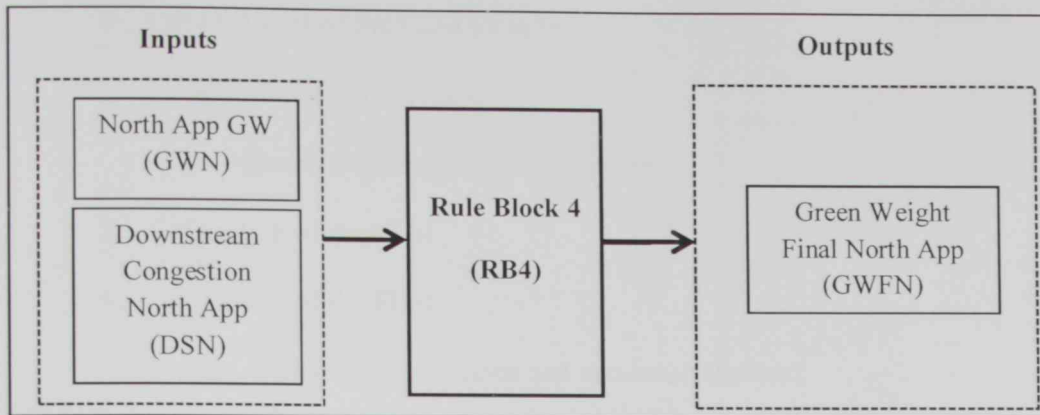 Inputs
Outputs
North App GW
(GWN)
Downstream
Congestion
North App
(DSN)
Rule Block 4
(RB4)
Green Weight
Final North App
(GWFN)